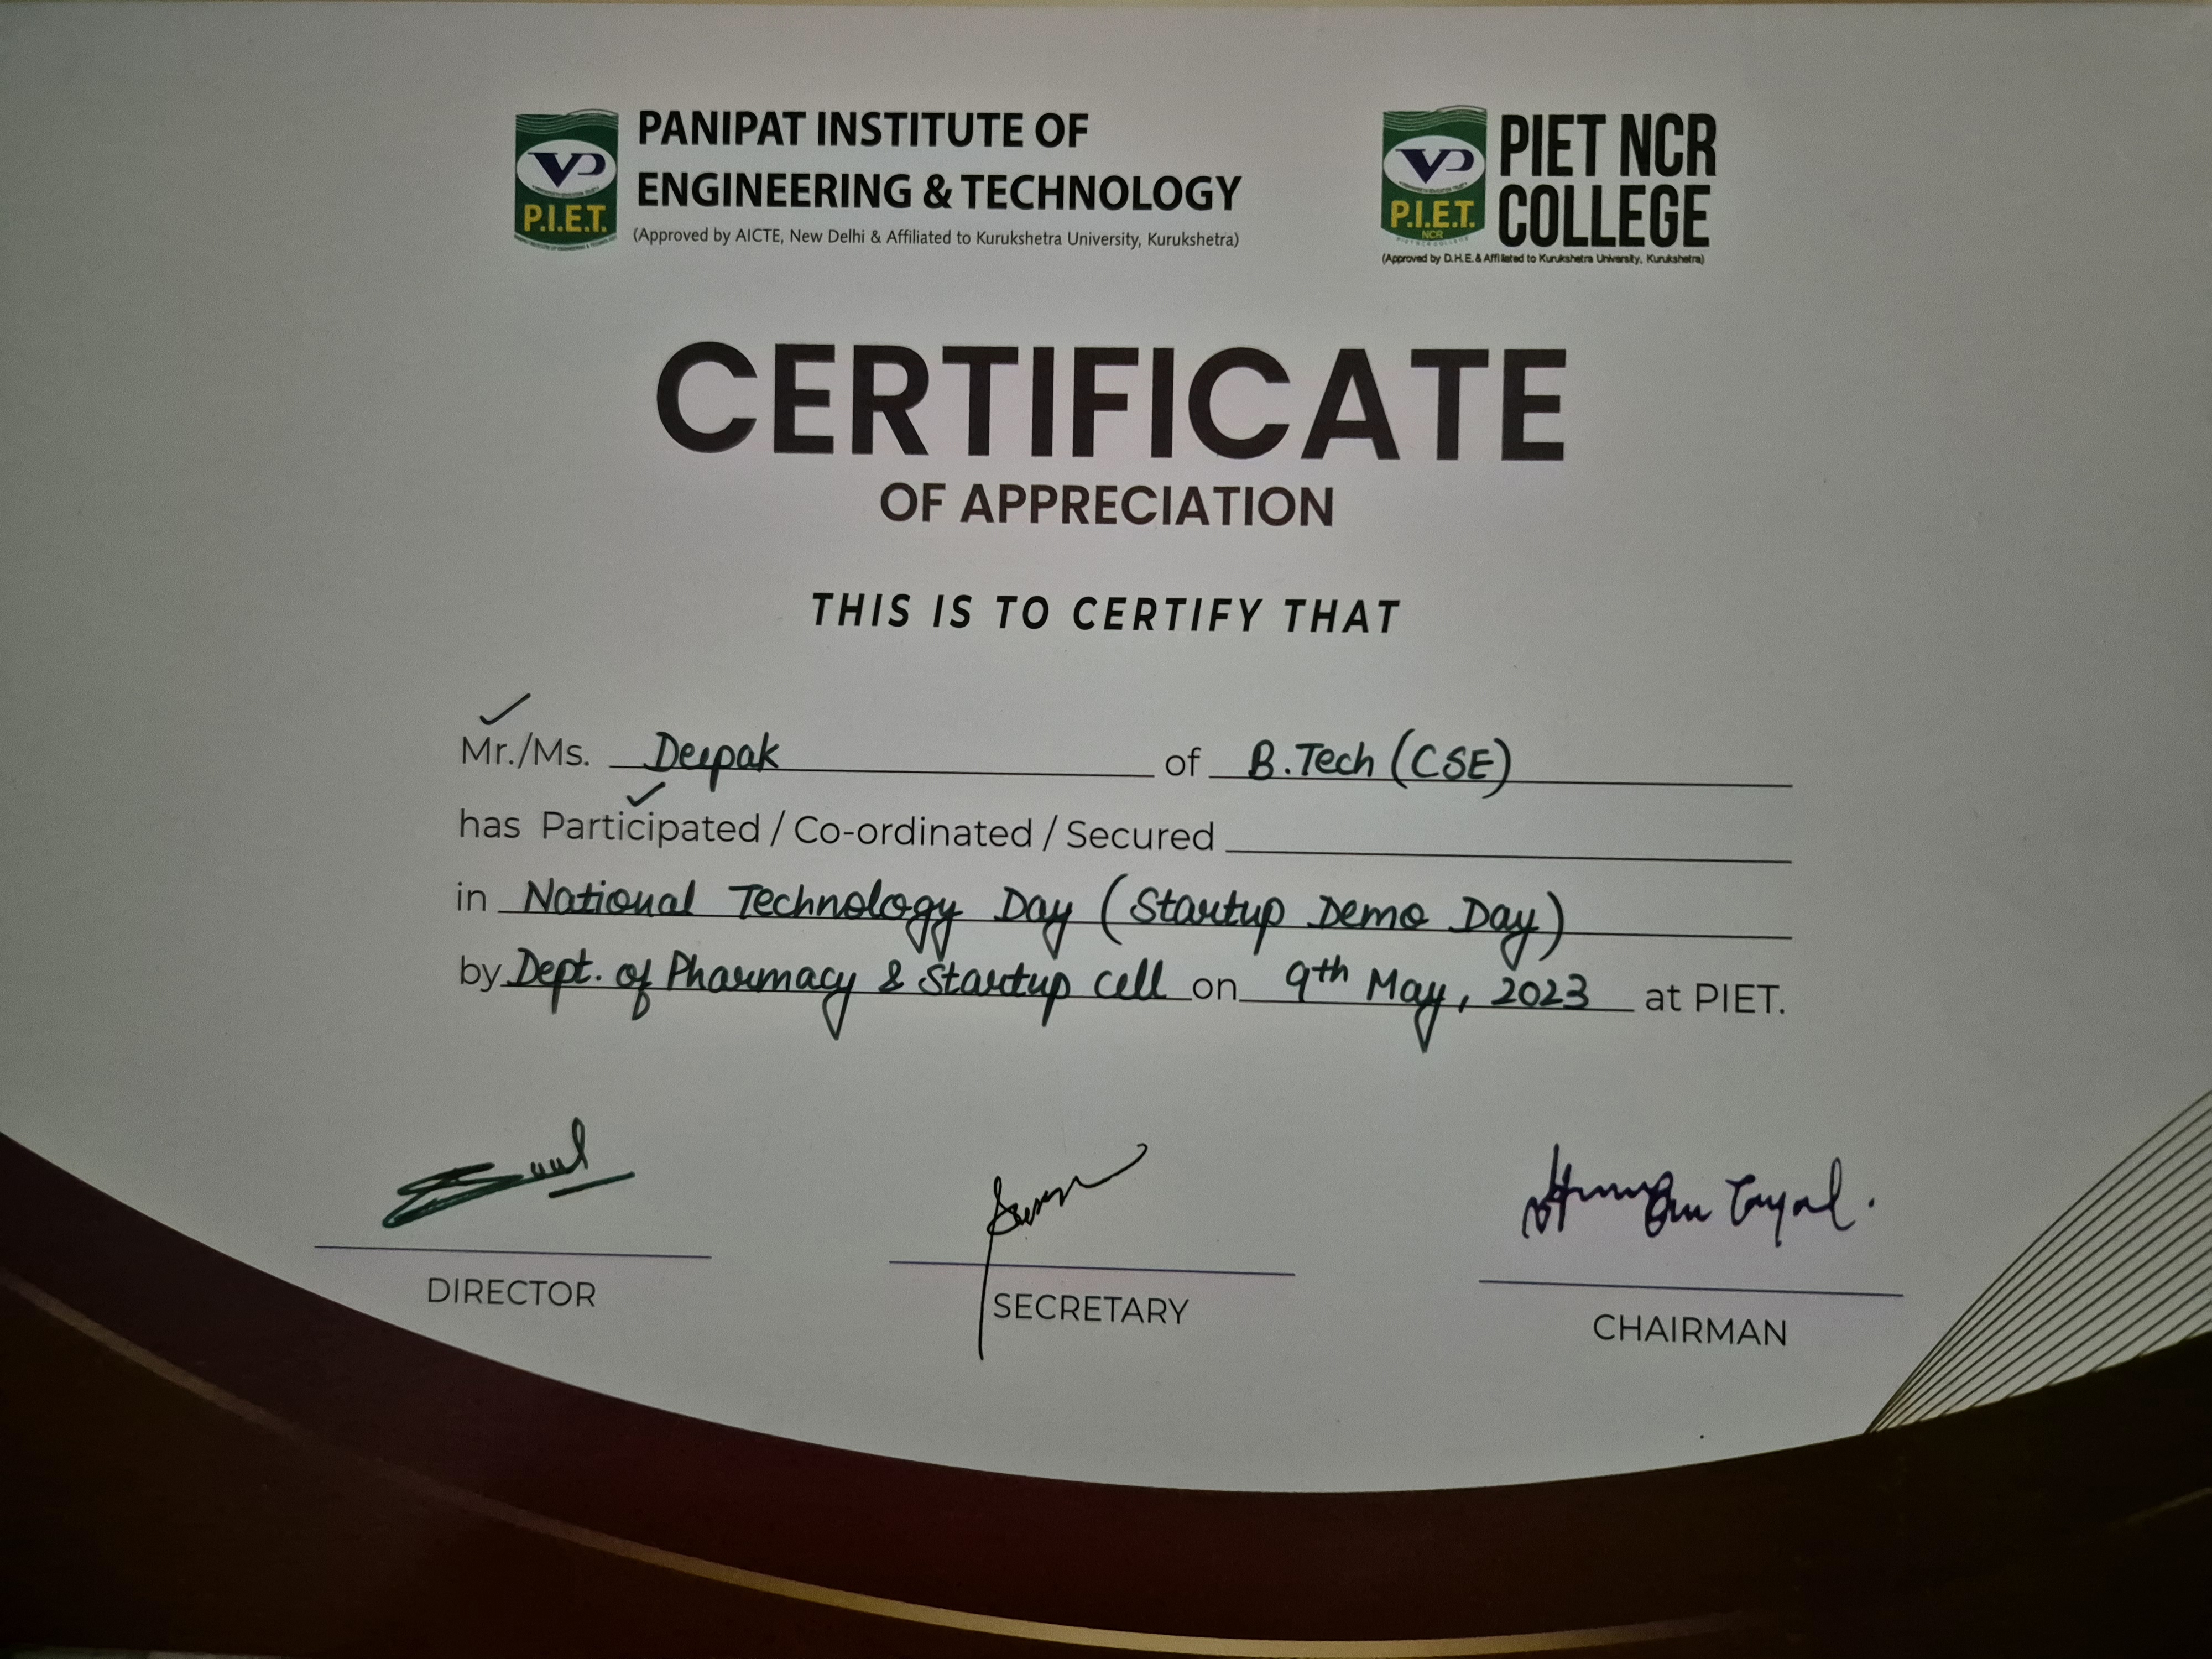 PANIPAT INSTITUTE OF
ENGINEERING & TECHNOLOGY
(Approved by AICTE, New Delhi & Affiliated to Kurukshetra University, Kurukshetra)
VP
P.I.E.T.
PIET NCR
COLLEGE
(Approved by D.H.E. & Affiliated to Kurukshetra University, Kurukshetra)
VP
P.I.E.T.
NCR
CERTIFICATE
OF APPRECIATION
THIS IS TO CERTIFY THAT
Mr./Ms. Deepak of B.Tech (CSE)
has Participated / Co-ordinated / Secured
in National Technology Day (Startup Demo Day)
by Dept. of Pharmacy & Startup cell on 9th May, 2023 at PIET.
DIRECTOR
SECRETARY
CHAIRMAN